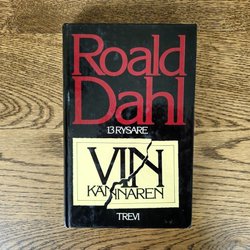 Roald
Dahl
13 RYSARE
VIN
KÄNNAREN
TREVI